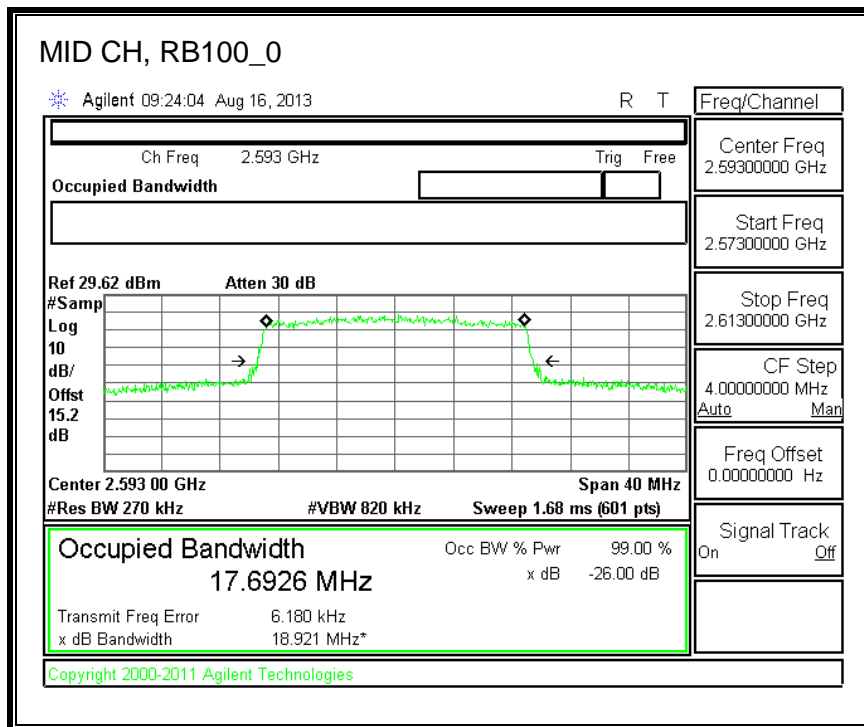 MID CH, RB100_0
Agilent 09:24:04 Aug 16, 2013 R T
Freq/Channel
Ch Freq 2.593 GHz Trig Free
Occupied Bandwidth
Center Freq
2.59300000 GHz
Start Freq
2.57300000 GHz
Stop Freq
2.61300000 GHz
CF Step
4.00000000 MHz
Auto Man
Freq Offset
0.00000000 Hz
Signal Track
On Off
Ref 29.62 dBm Atten 30 dB
#Samp
Log
10
dB/
Offst
15.2
dB
Center 2.593 00 GHz Span 40 MHz
#Res BW 270 kHz #VBW 820 kHz Sweep 1.68 ms (601 pts)
Occupied Bandwidth Occ BW % Pwr 99.00 %
17.6926 MHz x dB -26.00 dB
Transmit Freq Error 6.180 kHz
x dB Bandwidth 18.921 MHz*
Copyright 2000-2011 Agilent Technologies